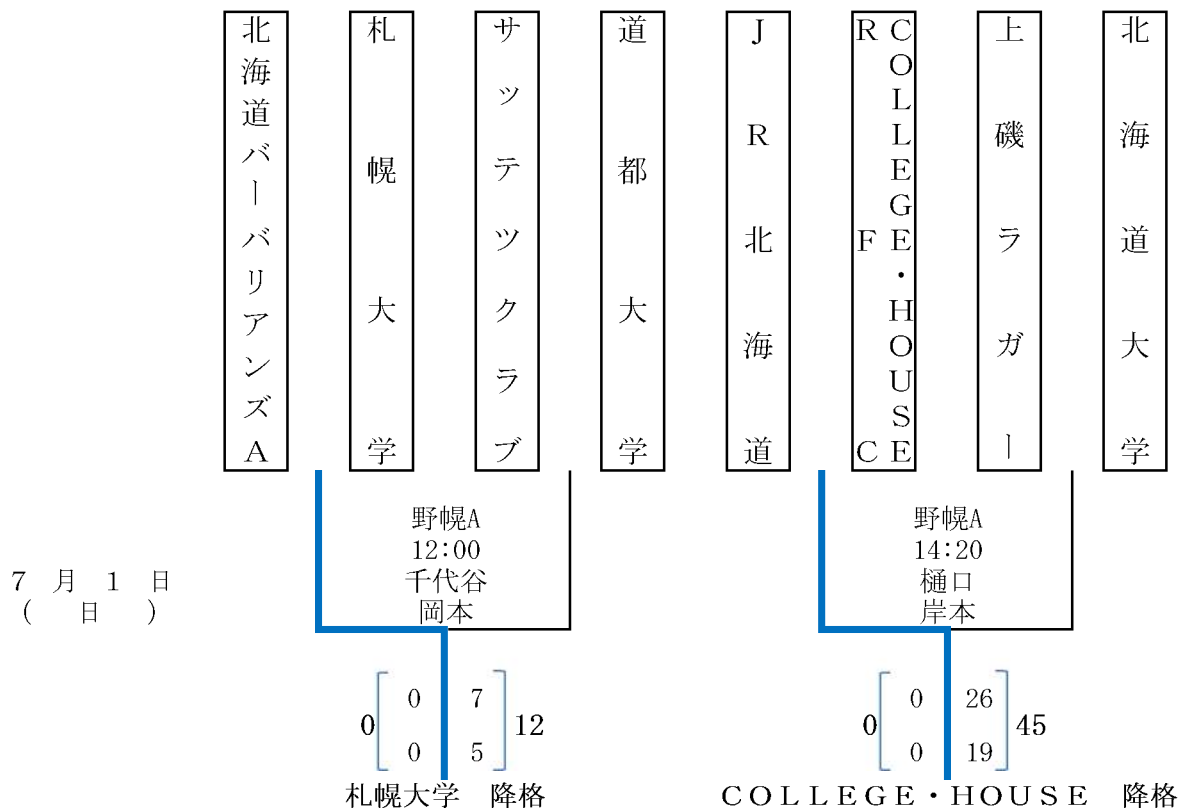 北海道バーバリアンズA
札幌大学
サッテツクラブ
道都大学
JR北海道
COLLEGE・HOUSE
RFC
上磯ラガー
北海道大学
7月1日
(日)
野幌A
12:00
千代谷
岡本
野幌A
14:20
樋口
岸本
0 0 7 12
0 5
0 0 26 45
0 19
札幌大学 降格
COLLEGE・HOUSE 降格